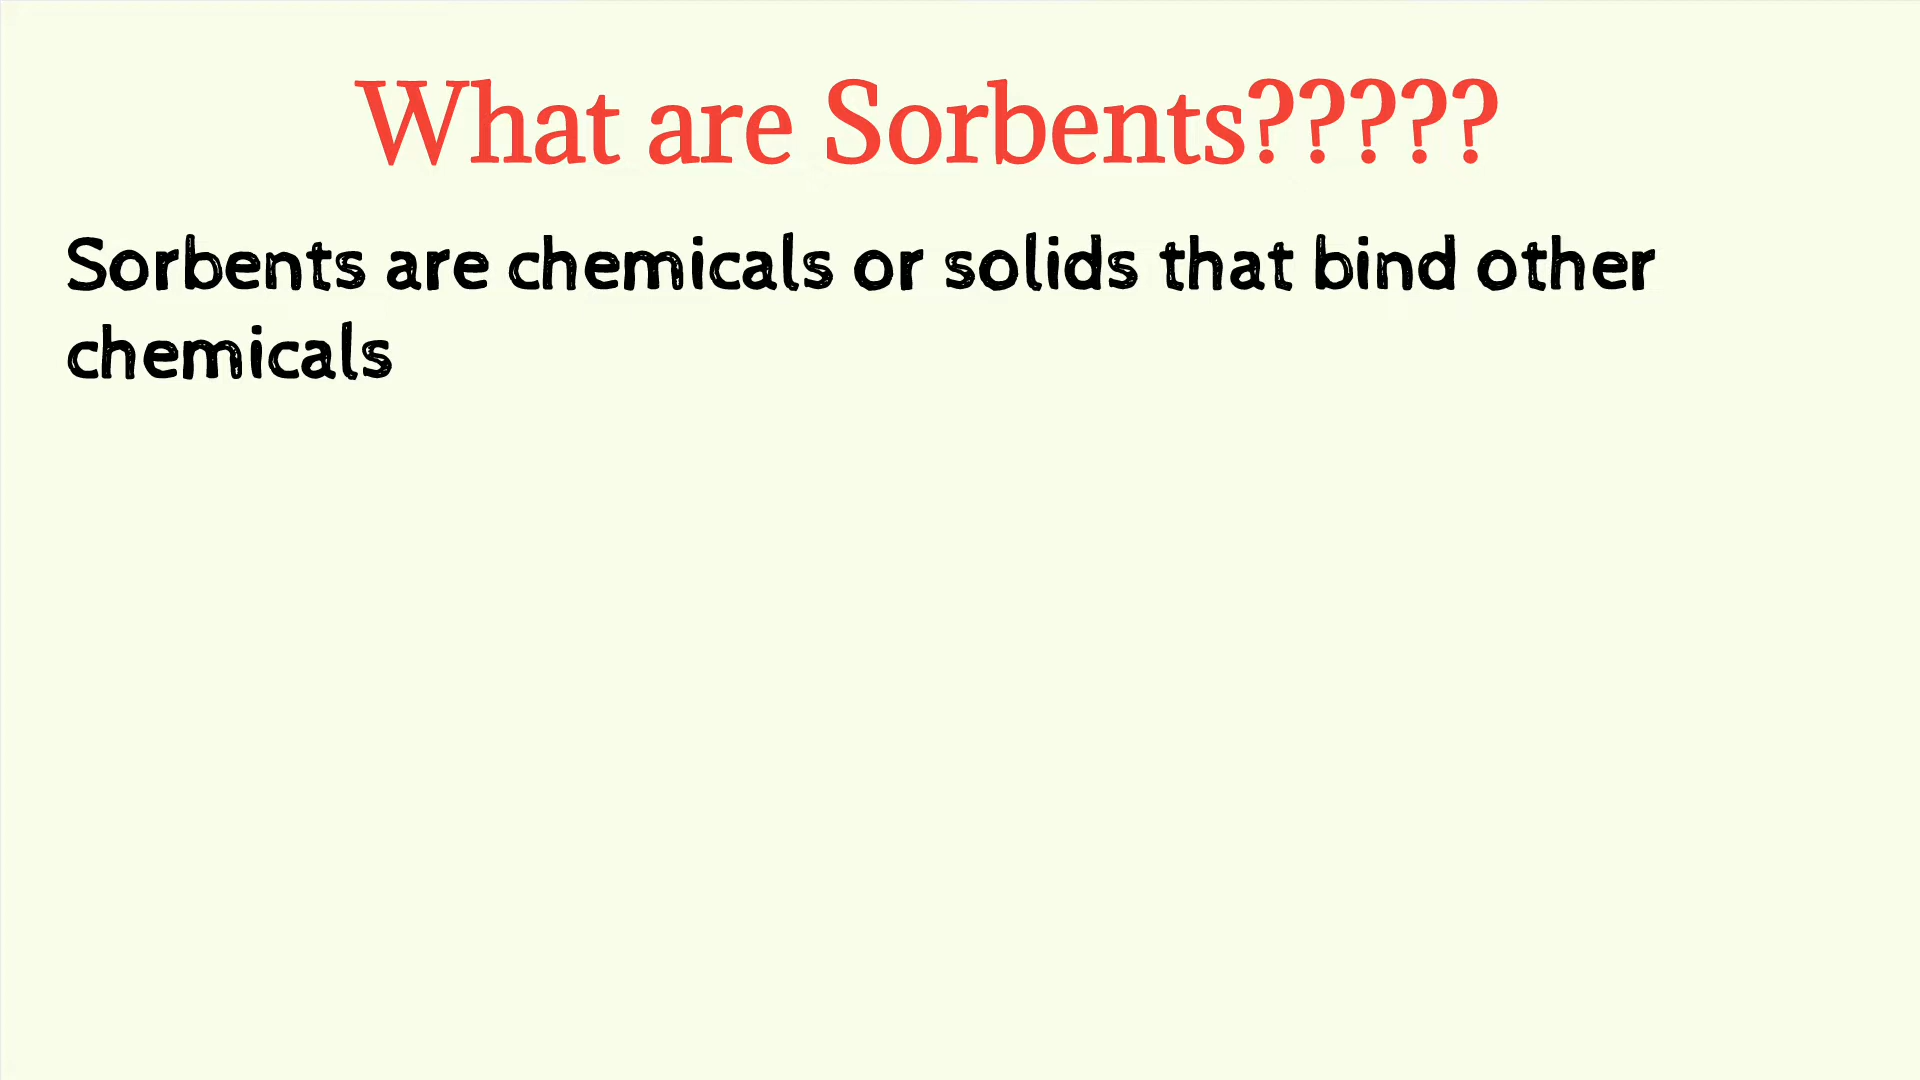 What are Sorbents?????
Sorbents are chemicals or solids that bind other
chemicals